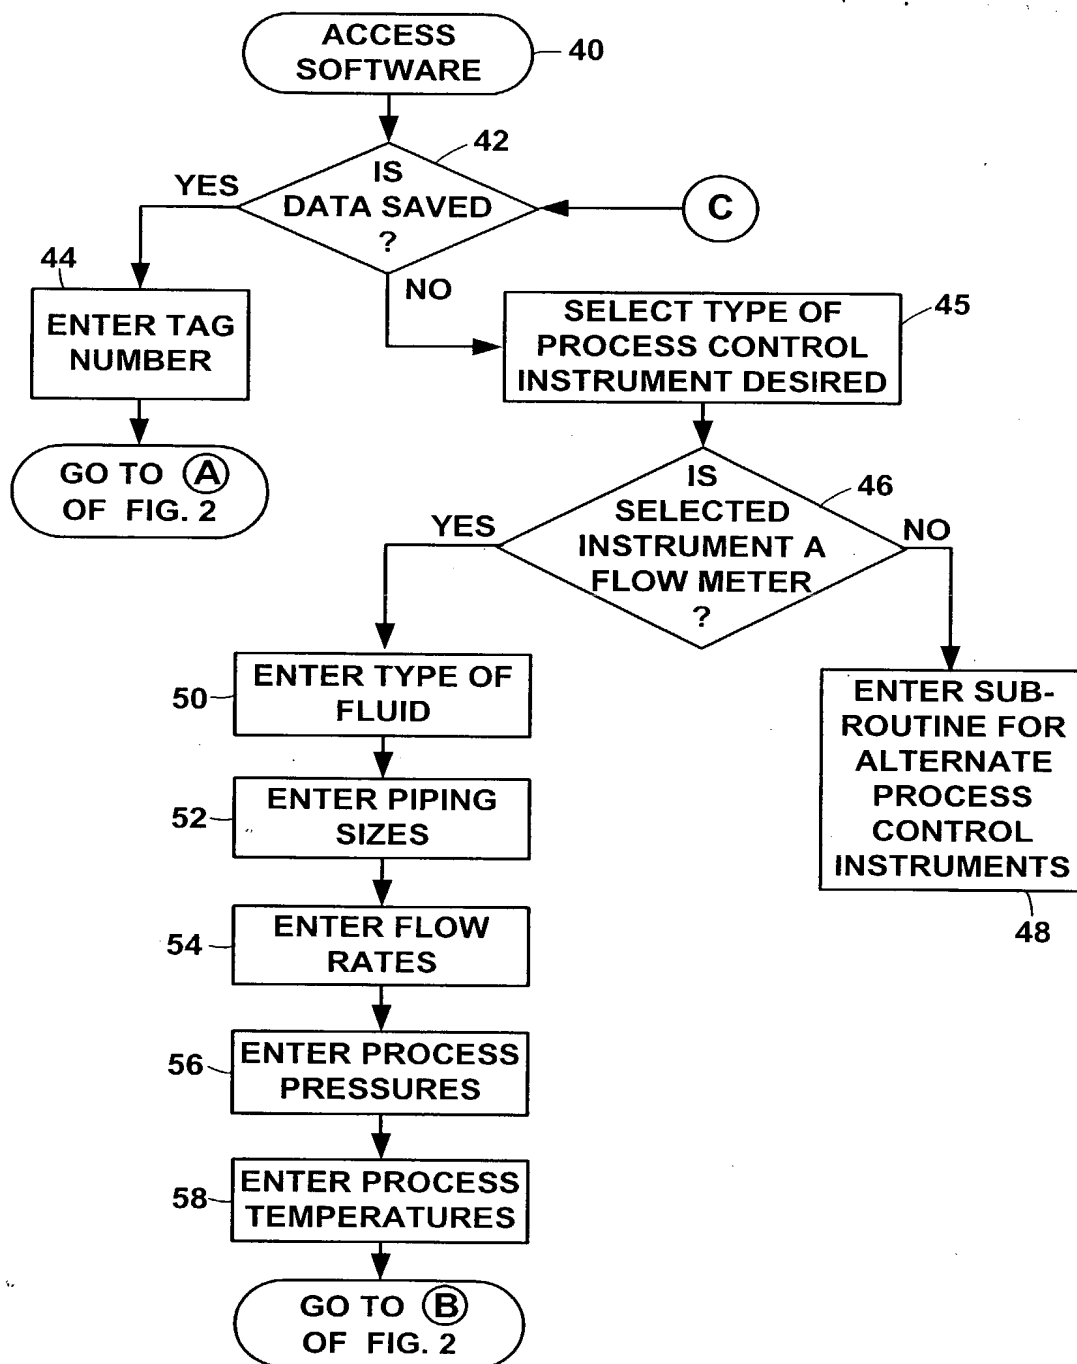 ACCESS
SOFTWARE
40
42
IS
DATA SAVED
?
YES
C
NO
44
ENTER TAG
NUMBER
SELECT TYPE OF
PROCESS CONTROL
INSTRUMENT DESIRED
45
GO TO A
OF FIG. 2
IS
SELECTED
INSTRUMENT A
FLOW METER
?
46
YES
NO
50
ENTER TYPE OF
FLUID
ENTER SUB-
ROUTINE FOR
ALTERNATE
PROCESS
CONTROL
INSTRUMENTS
48
52
ENTER PIPING
SIZES
54
ENTER FLOW
RATES
56
ENTER PROCESS
PRESSURES
58
ENTER PROCESS
TEMPERATURES
GO TO B
OF FIG. 2